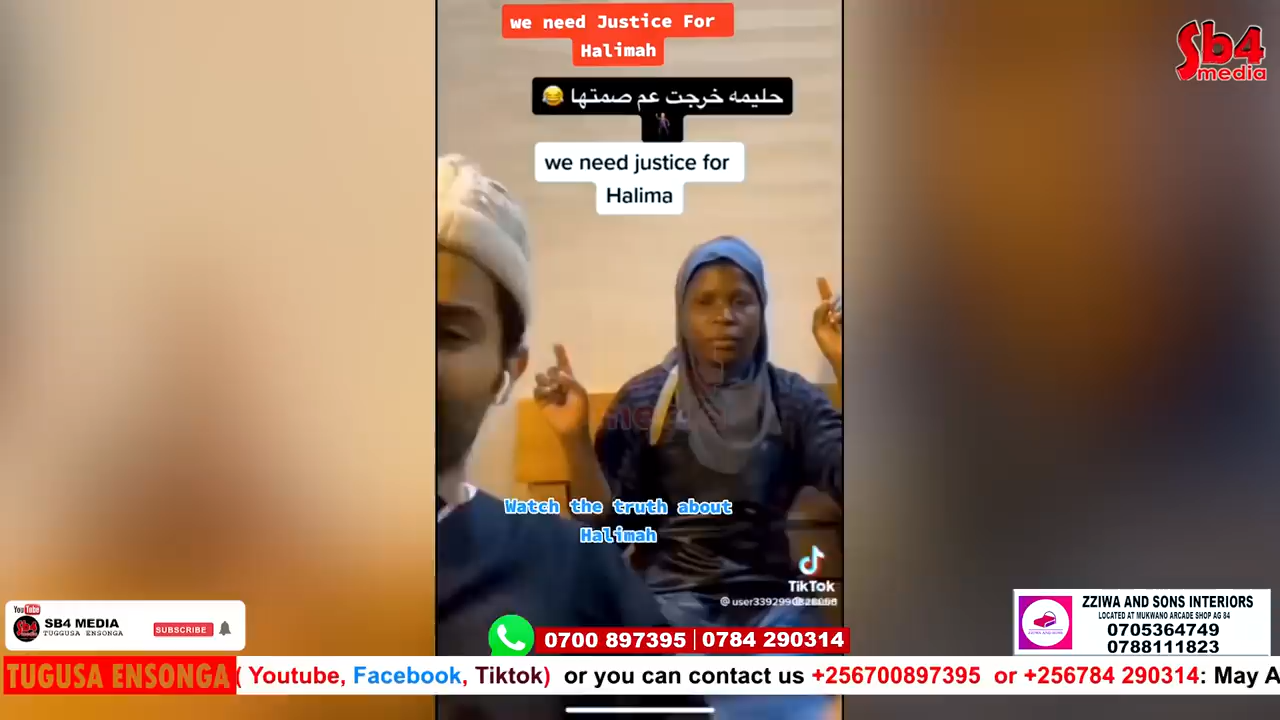 we need Justice For
Halimah
Sb4
media
حليمه خرجت عم صمتها 😂
we need justice for
Halima
Watch the truth about
Halimah
TikTok
YouTube
SB4 MEDIA
TUGGUSA ENSONGA
SUBSCRIBE
0700 897395 | 0784 290314
ZZIWA AND SONS INTERIORS
LOCATED AT MUKWANO ARCADE SHOP AG 84
0705364749
0788111823
ZZIWA AND SONS
TUGUSA ENSONGA ( Youtube, Facebook, Tiktok) or you can contact us +256700897395 or +256784 290314: May A